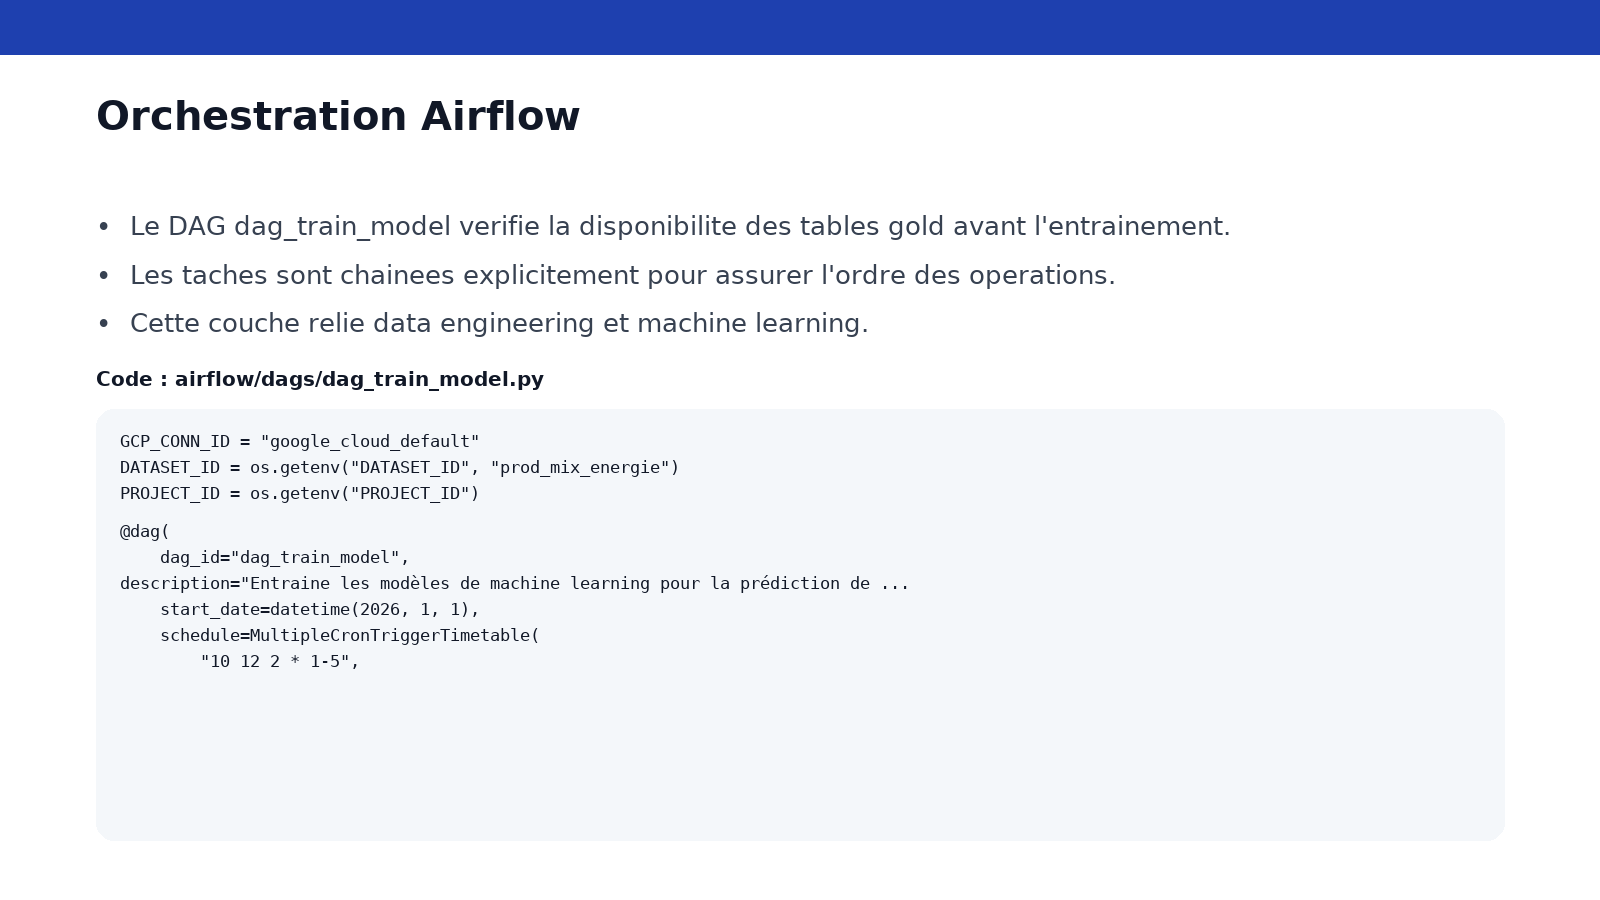 Orchestration Airflow
• Le DAG dag_train_model verifie la disponibilite des tables gold avant l'entrainement.
• Les taches sont chainees explicitement pour assurer l'ordre des operations.
• Cette couche relie data engineering et machine learning.
Code : airflow/dags/dag_train_model.py
GCP_CONN_ID = "google_cloud_default"
DATASET_ID = os.getenv("DATASET_ID", "prod_mix_energie")
PROJECT_ID = os.getenv("PROJECT_ID")
@dag(
    dag_id="dag_train_model",
description="Entraine les modèles de machine learning pour la prédiction de ...
    start_date=datetime(2026, 1, 1),
    schedule=MultipleCronTriggerTimetable(
        "10 12 2 * 1-5",